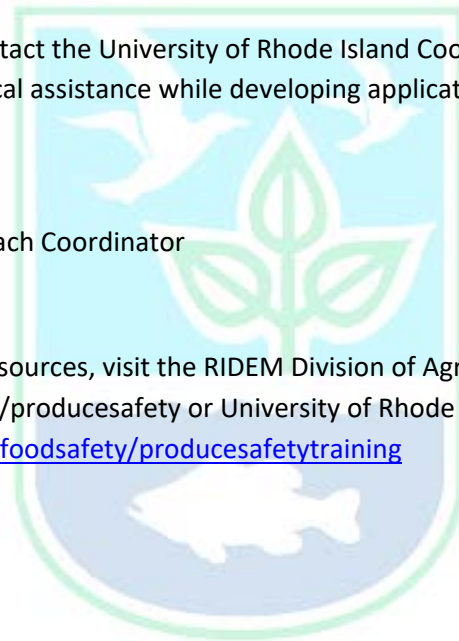 tact the University of Rhode Island Coo
cal assistance while developing applicat
ach Coordinator
sources, visit the RIDEM Division of Agr
/producesafety or University of Rhode
foodsafety/producesafetytraining